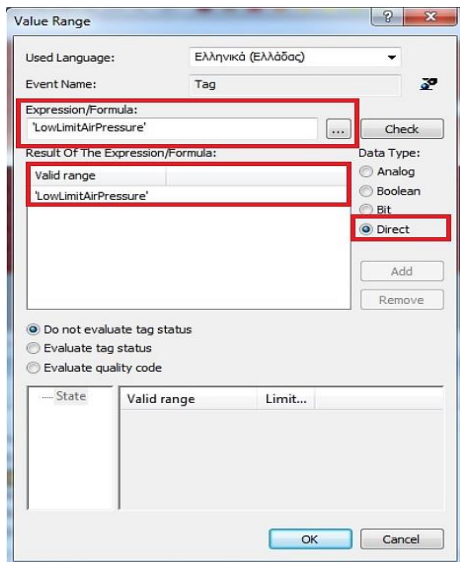 Value Range
Used Language:
Ελληνικά (Ελλάδας)
Event Name:
Tag
Expression/Formula:
'LowLimitAirPressure'
...
Check
Result Of The Expression/Formula:
Data Type:
Valid range
'LowLimitAirPressure'
Analog
Boolean
Bit
Direct
Add
Remove
Do not evaluate tag status
Evaluate tag status
Evaluate quality code
State
Valid range
Limit...
OK
Cancel